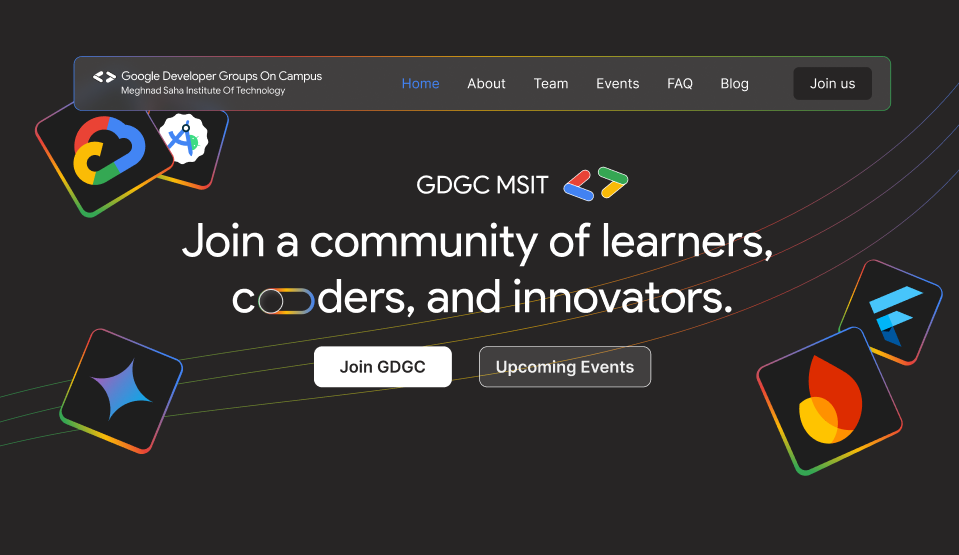 Google Developer Groups On Campus
Meghnad Saha Institute Of Technology
Home About Team Events FAQ Blog Join us
GDGC MSIT
Join a community of learners,
coders, and innovators.
Join GDGC Upcoming Events